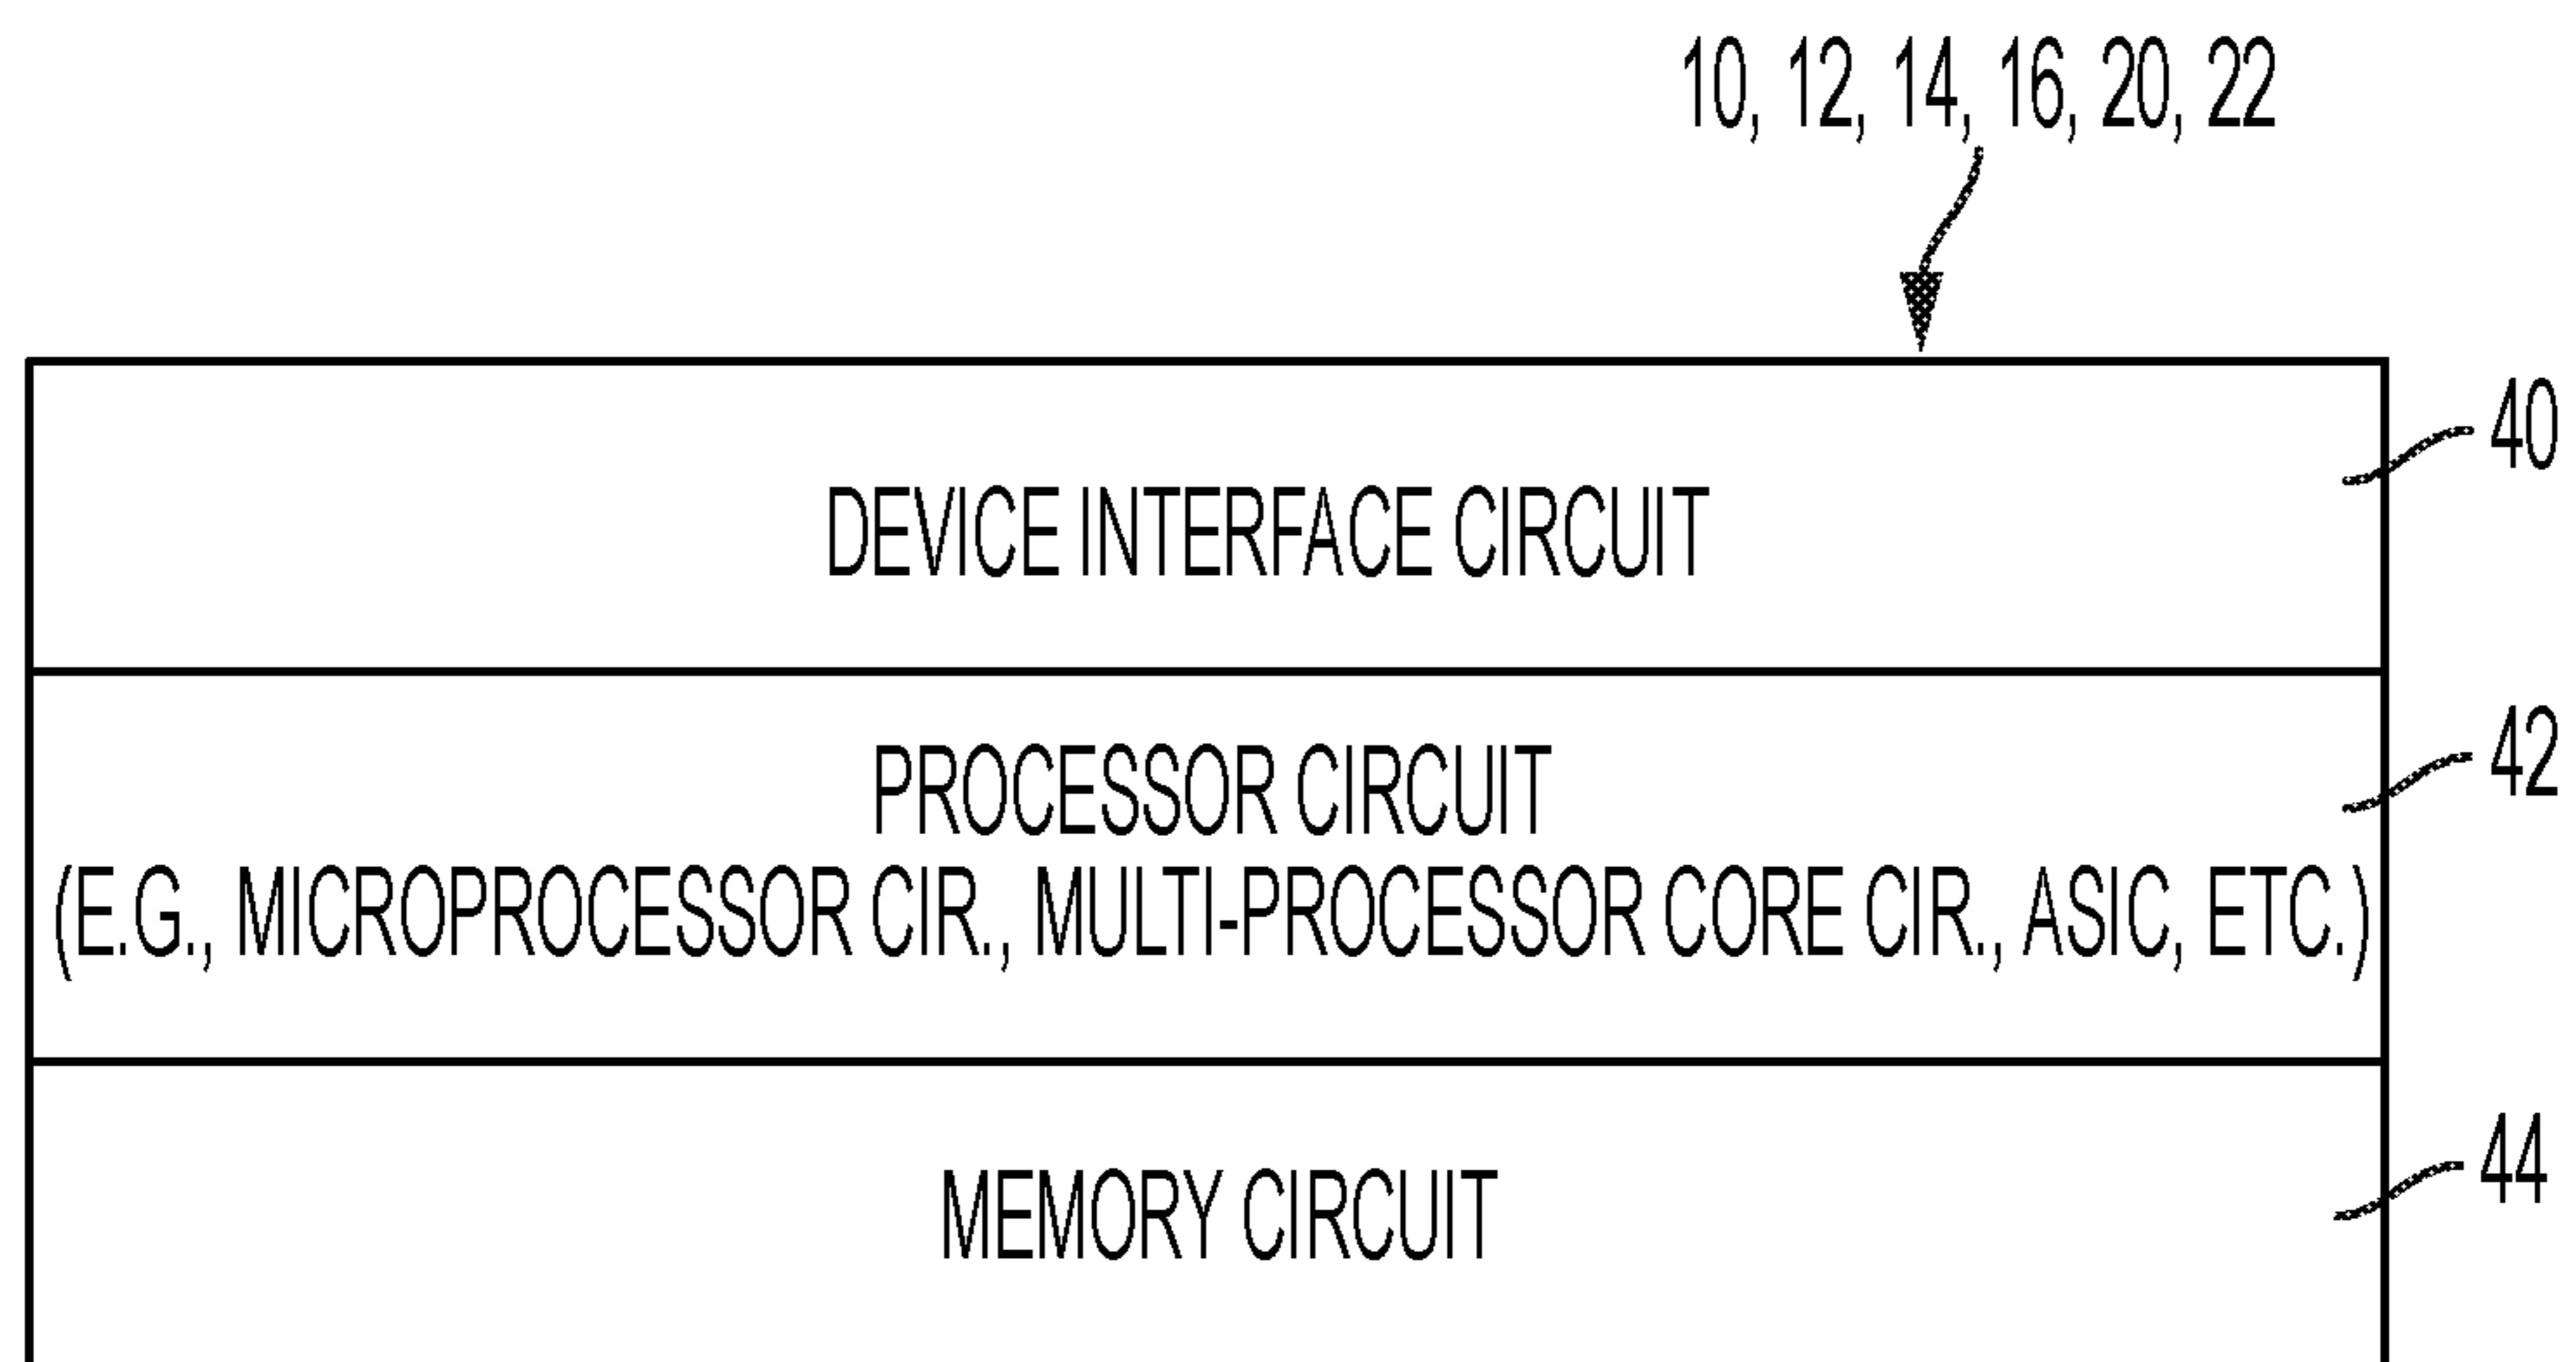 10, 12, 14, 16, 20, 22
40
DEVICE INTERFACE CIRCUIT
42
PROCESSOR CIRCUIT
(E.G., MICROPROCESSOR CIR., MULTI-PROCESSOR CORE CIR., ASIC, ETC.)
44
MEMORY CIRCUIT